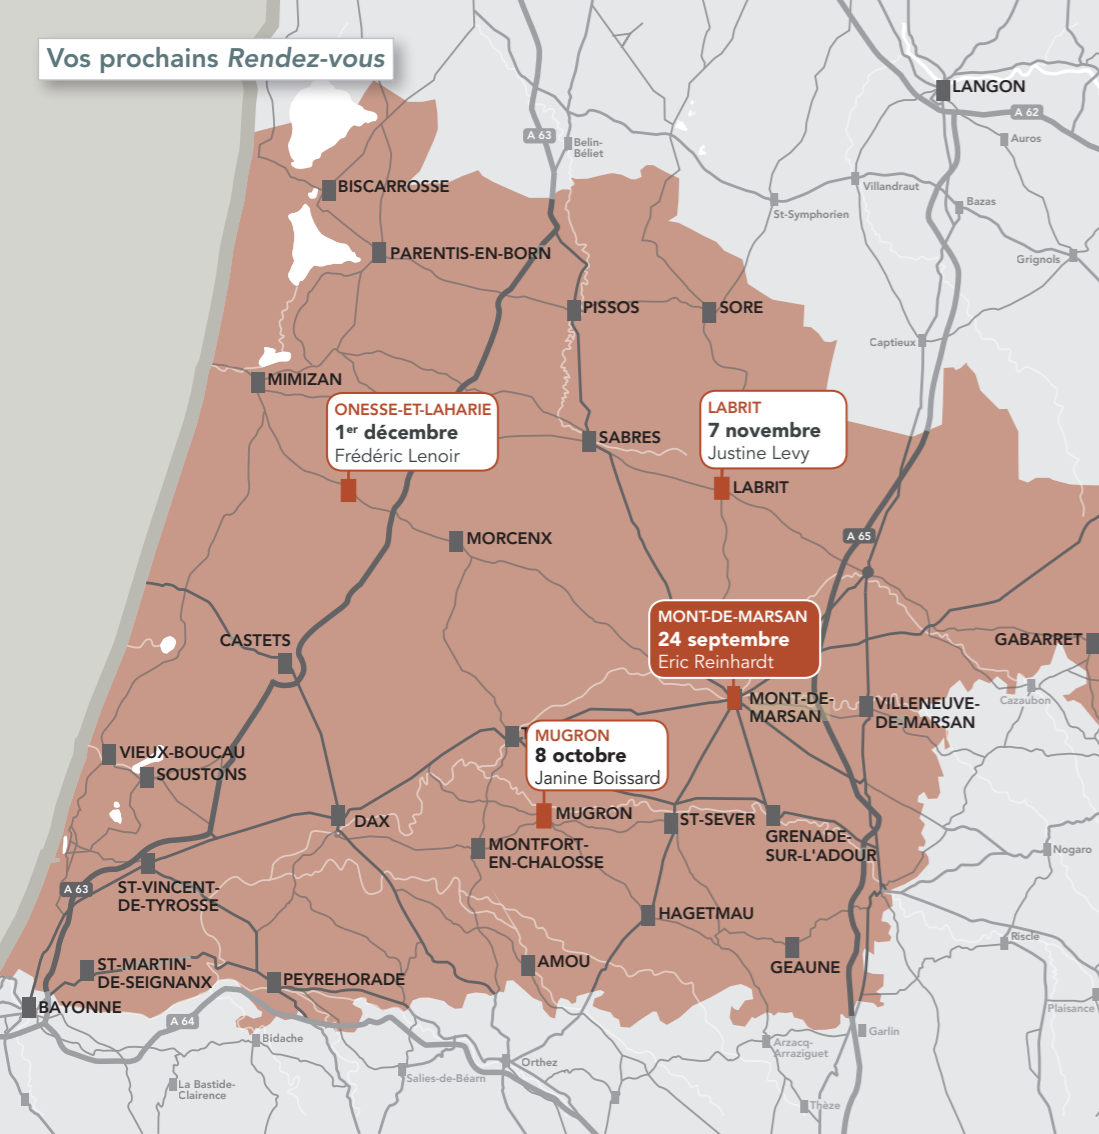 Vos prochains Rendez-vous
LANGON
A 62
A 63
Belin-
Béliet
Auros
BISCARROSSE
Villandraut
St-Symphorien
Bazas
PARENTIS-EN-BORN
Grignols
PISSOS
SORE
Captieux
MIMIZAN
ONESSE-ET-LAHARIE
1er décembre
Frédéric Lenoir
LABRIT
7 novembre
Justine Levy
SABRES
LABRIT
MORCENX
A 65
MONT-DE-MARSAN
24 septembre
Eric Reinhardt
CASTETS
GABARRET
Cazaubon
MONT-DE-
MARSAN
VILLENEUVE-
DE-MARSAN
VIEUX-BOUCAU
SOUSTONS
MUGRON
8 octobre
Janine Boissard
MUGRON
DAX
ST-SEVER
GRENADE-
SUR-L'ADOUR
MONTFORT-
EN-CHALOSSE
Nogaro
A 63
ST-VINCENT-
DE-TYROSSE
HAGETMAU
Riscle
AMOU
GEAUNE
ST-MARTIN-
DE-SEIGNANX
PEYREHORADE
BAYONNE
Plaisance
A 64
Bidache
Garlin
Arzacq-
Arraziguet
Orthez
Salies-de-Béarn
La Bastide-
Clairence
Thèze